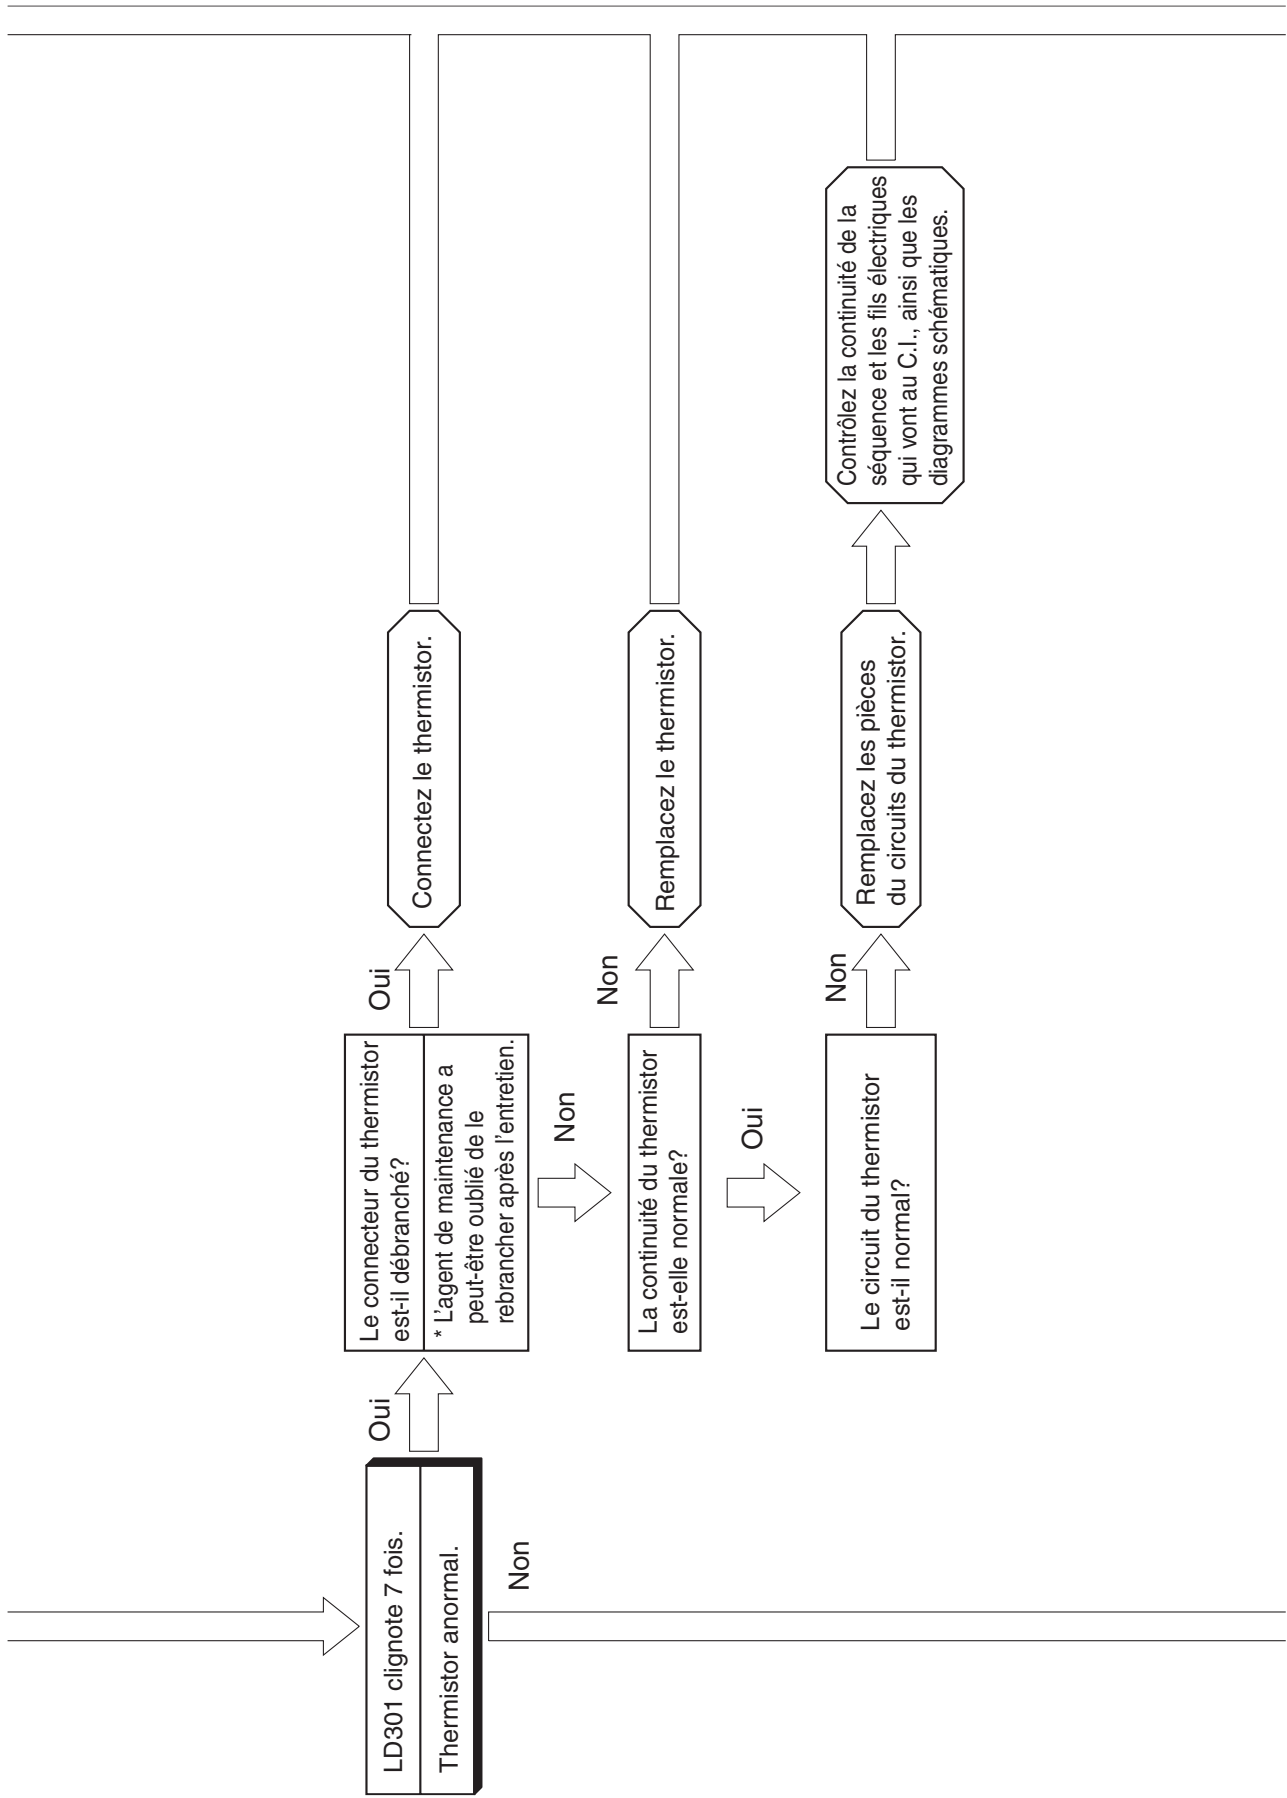 LD301 clignote 7 fois.
Thermistor anormal.
Oui
Non
Le connecteur du thermistor
est-il débranché?
* L'agent de maintenance a
peut-être oublié de le
rebrancher après l'entretien.
Oui
Connectez le thermistor.
Non
La continuité du thermistor
est-elle normale?
Non
Remplacez le thermistor.
Oui
Le circuit du thermistor
est-il normal?
Non
Remplacez les pièces
du circuits du thermistor.
Contrôlez la continuité de la
séquence et les fils électriques
qui vont au C.I., ainsi que les
diagrammes schématiques.